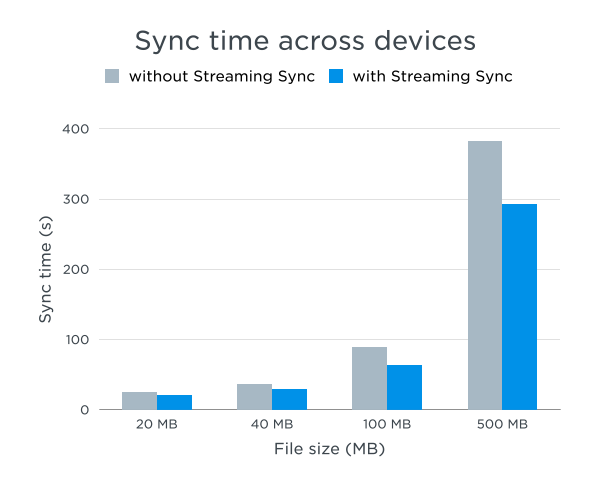 Sync time across devices
without Streaming Sync with Streaming Sync
400
300
200
100
0
Sync time (s)
20 MB 40 MB 100 MB 500 MB
File size (MB)